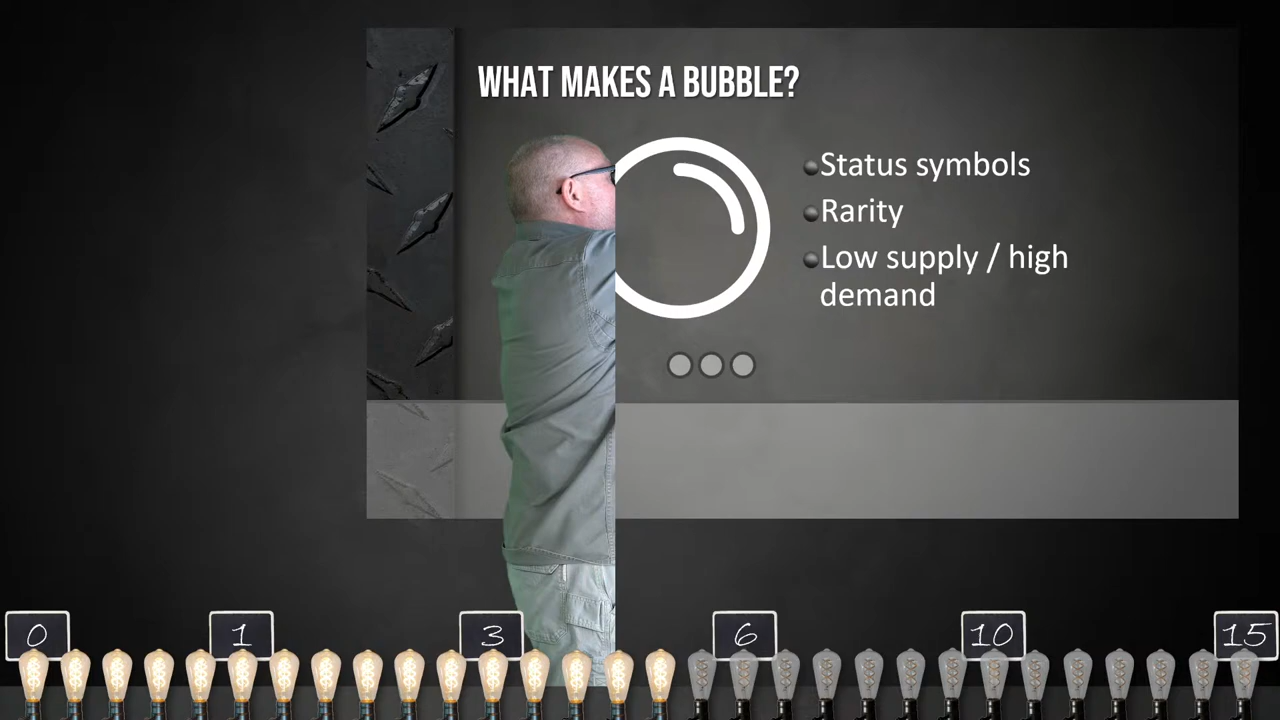 WHAT MAKES A BUBBLE?
Status symbols
Rarity
Low supply / high
demand
0 1 3 6 10 15